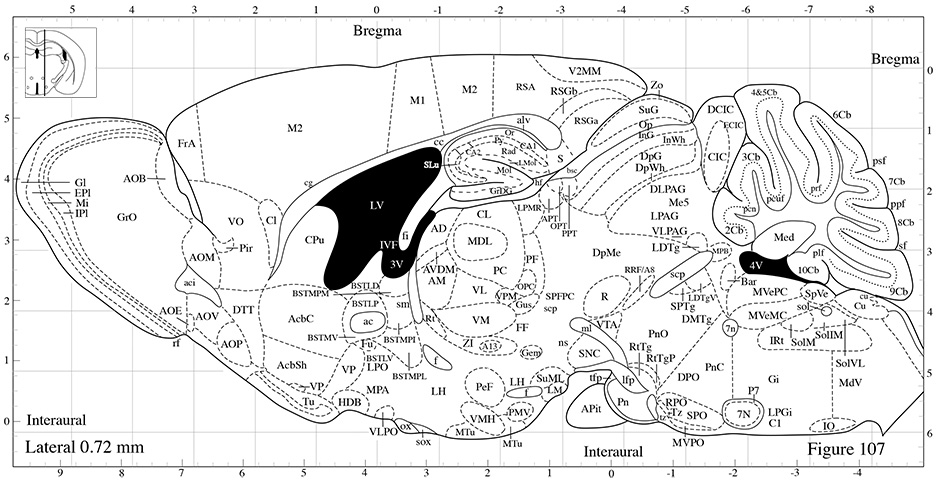 5 4 3 2 1 0 -1 -2 -3 -4 -5 -6 -7 -8
Bregma
Bregma
6 0
V2MM
RSA RSGb Zo
M2 M1 M2
4&5Cb
SuG DCIC 6Cb
5 alv RSGa Op ECIC 1
FrA InG
Or InWh
cc Py CA1 S DpG CIC 3Cb psf
CA2 Rad DpWh
SLu LMol bsc
4 AOB cg Mol DLPAG prf 7Cb 2
Gl hf Me5 pcuf
EPl LV GrDG ppf
Mi LPMR LPAG pcn
IPl GrO VO Cl CL APT 8Cb
OPT VLPAG 2Cb
fi AD PPT Med sf
3 CPu MDL LDTg 3
Pir IVF DpMe MPB plf
AOM 3V PF 4V 10Cb
AVDM PC RRF/A8 scp
aci BSTLD AM OPC Bar 9Cb
BSTMPM VL VPM SPFPC R LDTgV MVePC SpVe
2 AOE AOV DTT AcbC BSTLP sm Gus scp SPTg sol cu Cu 4
ac Rt VM FF VTA DMTg MVeMC
BSTMV BSTMPI ml PnO 7n
rf AOP Fu ZI A13 ns RtTg IRt SolM SolIM
1 BSTLV f Gem SNC RtTgP PnC SolVL 5
AcbSh VP LPO BSTMPL
VP MPA LH PeF LH SuML tfp lfp DPO Gi MdV
Tu HDB f LM Pn P7
APit RPO
0 Interaural VMH PMV Tz SPO 7N LPGi C1 IO 6
VLPO ox MTu
sox MTu MVPO
Lateral 0.72 mm Interaural Figure 107
9 8 7 6 5 4 3 2 1 0 -1 -2 -3 -4